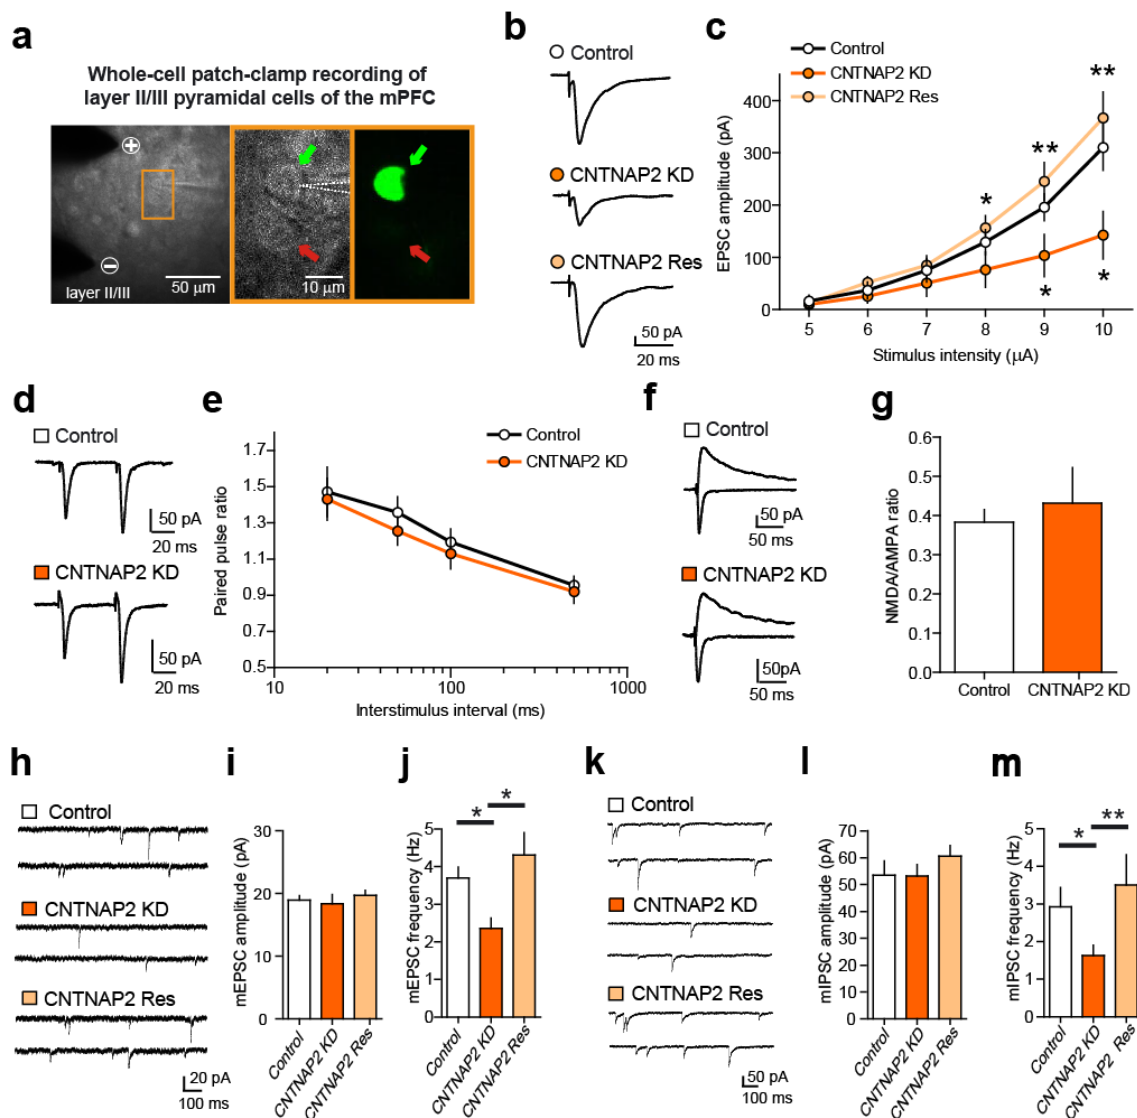 a
Whole-cell patch-clamp recording of
layer II/III pyramidal cells of the mPFC
+
−
layer II/III
50 µm
10 µm
b
Control
CNTNAP2 KD
CNTNAP2 Res
50 pA
20 ms
c
Control
CNTNAP2 KD
CNTNAP2 Res
EPSC amplitude (pA)
400
300
200
100
0
*
**
**
*
*
5 6 7 8 9 10
Stimulus intensity (µA)
d
Control
50 pA
20 ms
CNTNAP2 KD
50 pA
20 ms
e
Control
CNTNAP2 KD
Paired pulse ratio
1.7
1.5
1.3
1.1
0.9
0.7
0.5
10 100 1000
Interstimulus interval (ms)
f
Control
50 pA
50 ms
CNTNAP2 KD
50pA
50 ms
g
NMDA/AMPA ratio
0.6
0.5
0.4
0.3
0.2
0.1
0.0
Control CNTNAP2 KD
h
Control
CNTNAP2 KD
CNTNAP2 Res
20 pA
100 ms
i
mEPSC amplitude (pA)
30
20
10
0
Control
CNTNAP2 KD
CNTNAP2 Res
j
* *
mEPSC frequency (Hz)
5
4
3
2
1
0
Control
CNTNAP2 KD
CNTNAP2 Res
k
Control
CNTNAP2 KD
CNTNAP2 Res
50 pA
100 ms
l
mIPSC amplitude (pA)
70
60
50
40
30
20
10
0
Control
CNTNAP2 KD
CNTNAP2 Res
m
* **
mIPSC frequency (Hz)
5
4
3
2
1
0
Control
CNTNAP2 KD
CNTNAP2 Res